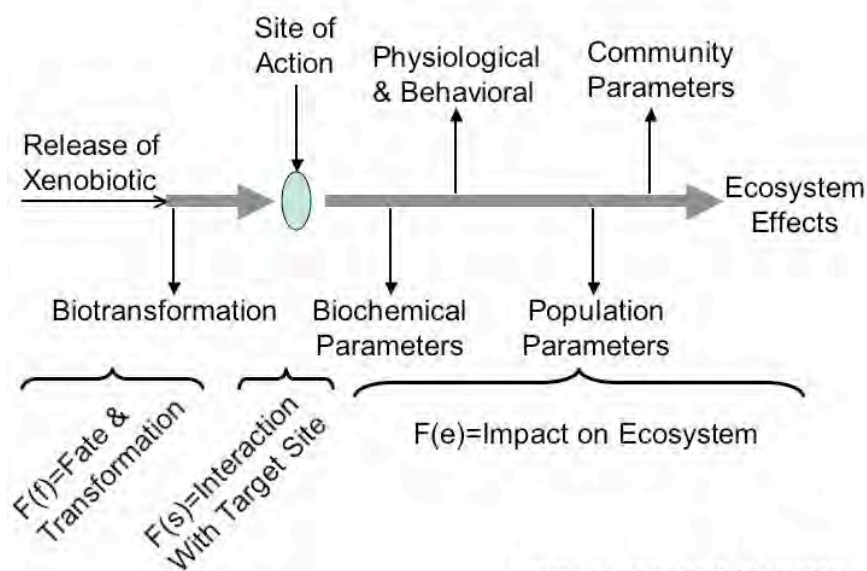 Site of
Action
Physiological
& Behavioral
Community
Parameters
Release of
Xenobiotic
Ecosystem
Effects
Biotransformation
Biochemical
Parameters
Population
Parameters
F(f)=Fate &
Transformation
F(s)=Interaction
With Target Site
F(e)=Impact on Ecosystem